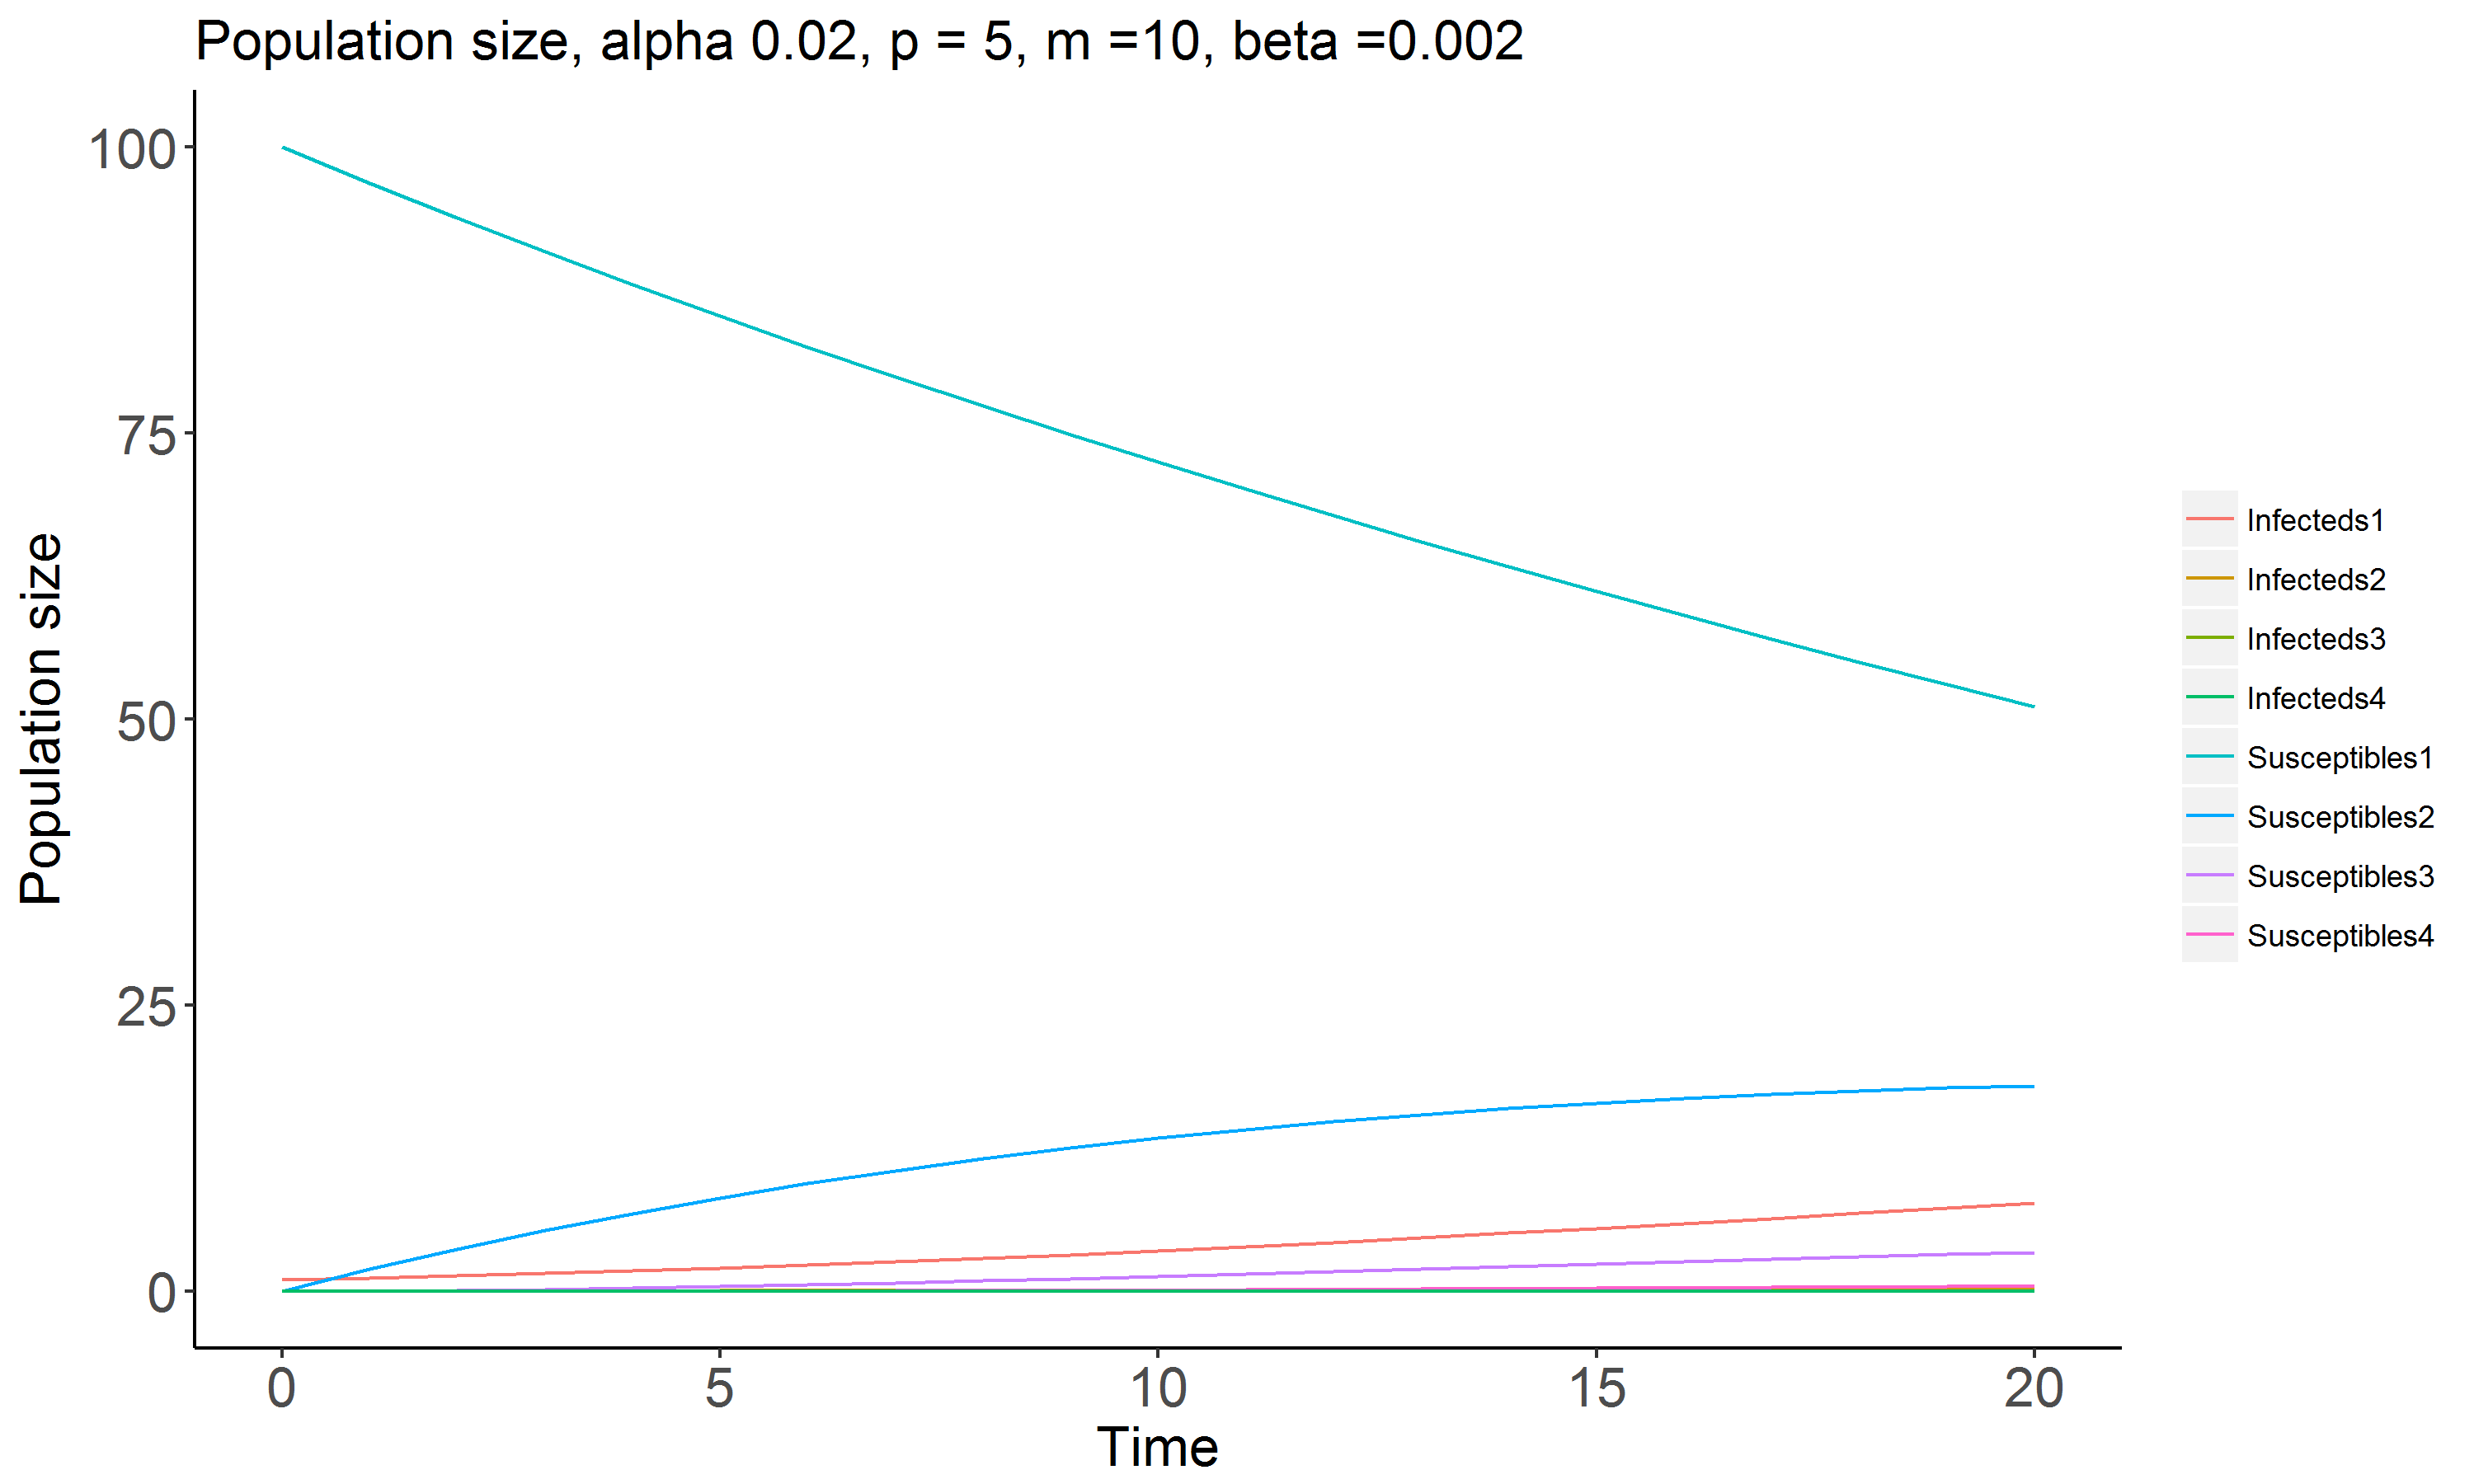 Population size, alpha 0.02, p = 5, m =10, beta =0.002
100
75
50
25
0
Population size
0 5 10 15 20
Time
Infecteds1
Infecteds2
Infecteds3
Infecteds4
Susceptibles1
Susceptibles2
Susceptibles3
Susceptibles4